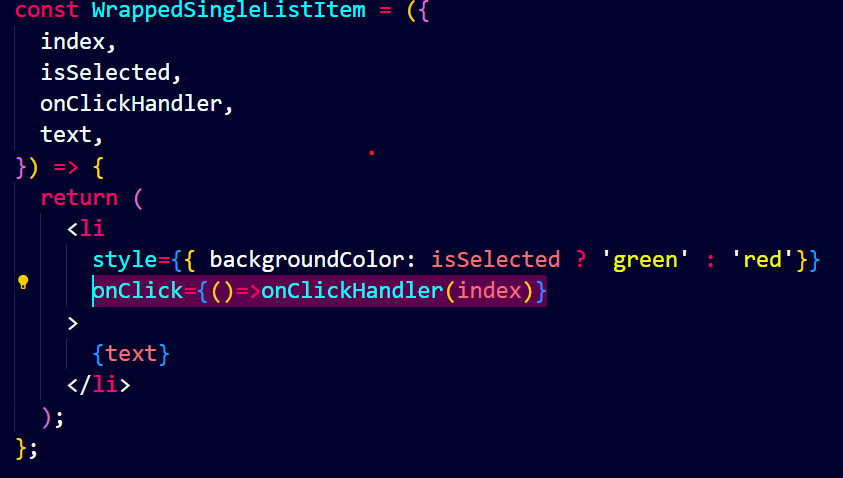 const WrappedSingleListItem = ({
  index,
  isSelected,
  onClickHandler,
  text,
}) => {
  return (
    <li
      style={{ backgroundColor: isSelected ? 'green' : 'red'}}
      onClick={()=>onClickHandler(index)}
    >
      {text}
    </li>
  );
};